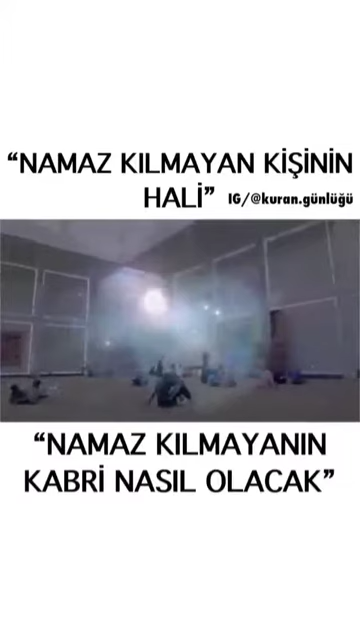 “NAMAZ KILMAYAN KİŞİNİN
HALİ” IG/@kuran.günlüğü
“NAMAZ KILMAYANIN
KABRİ NASIL OLACAK”